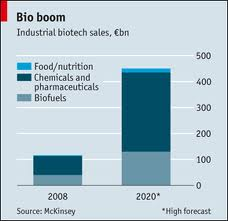 Bio boom
Industrial biotech sales, €bn
Food/nutrition
Chemicals and
pharmaceuticals
Biofuels
500
400
300
200
100
0
2008
2020*
Source: McKinsey
*High forecast